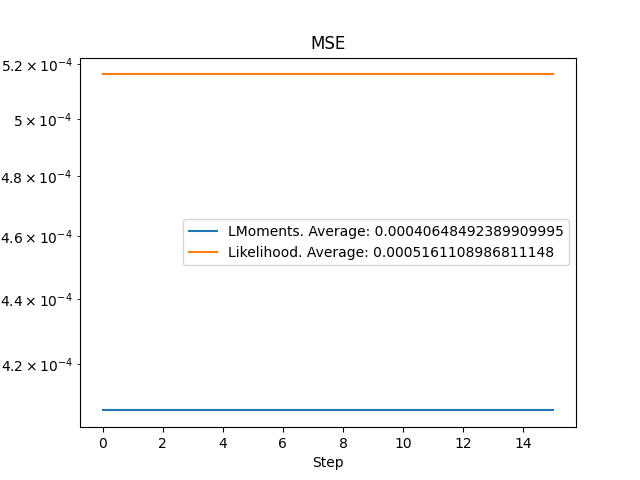 MSE
5.2 × 10⁻⁴
5 × 10⁻⁴
4.8 × 10⁻⁴
4.6 × 10⁻⁴
4.4 × 10⁻⁴
4.2 × 10⁻⁴
LMoments. Average: 0.00040648492389909995
Likelihood. Average: 0.0005161108986811148
0 2 4 6 8 10 12 14
Step